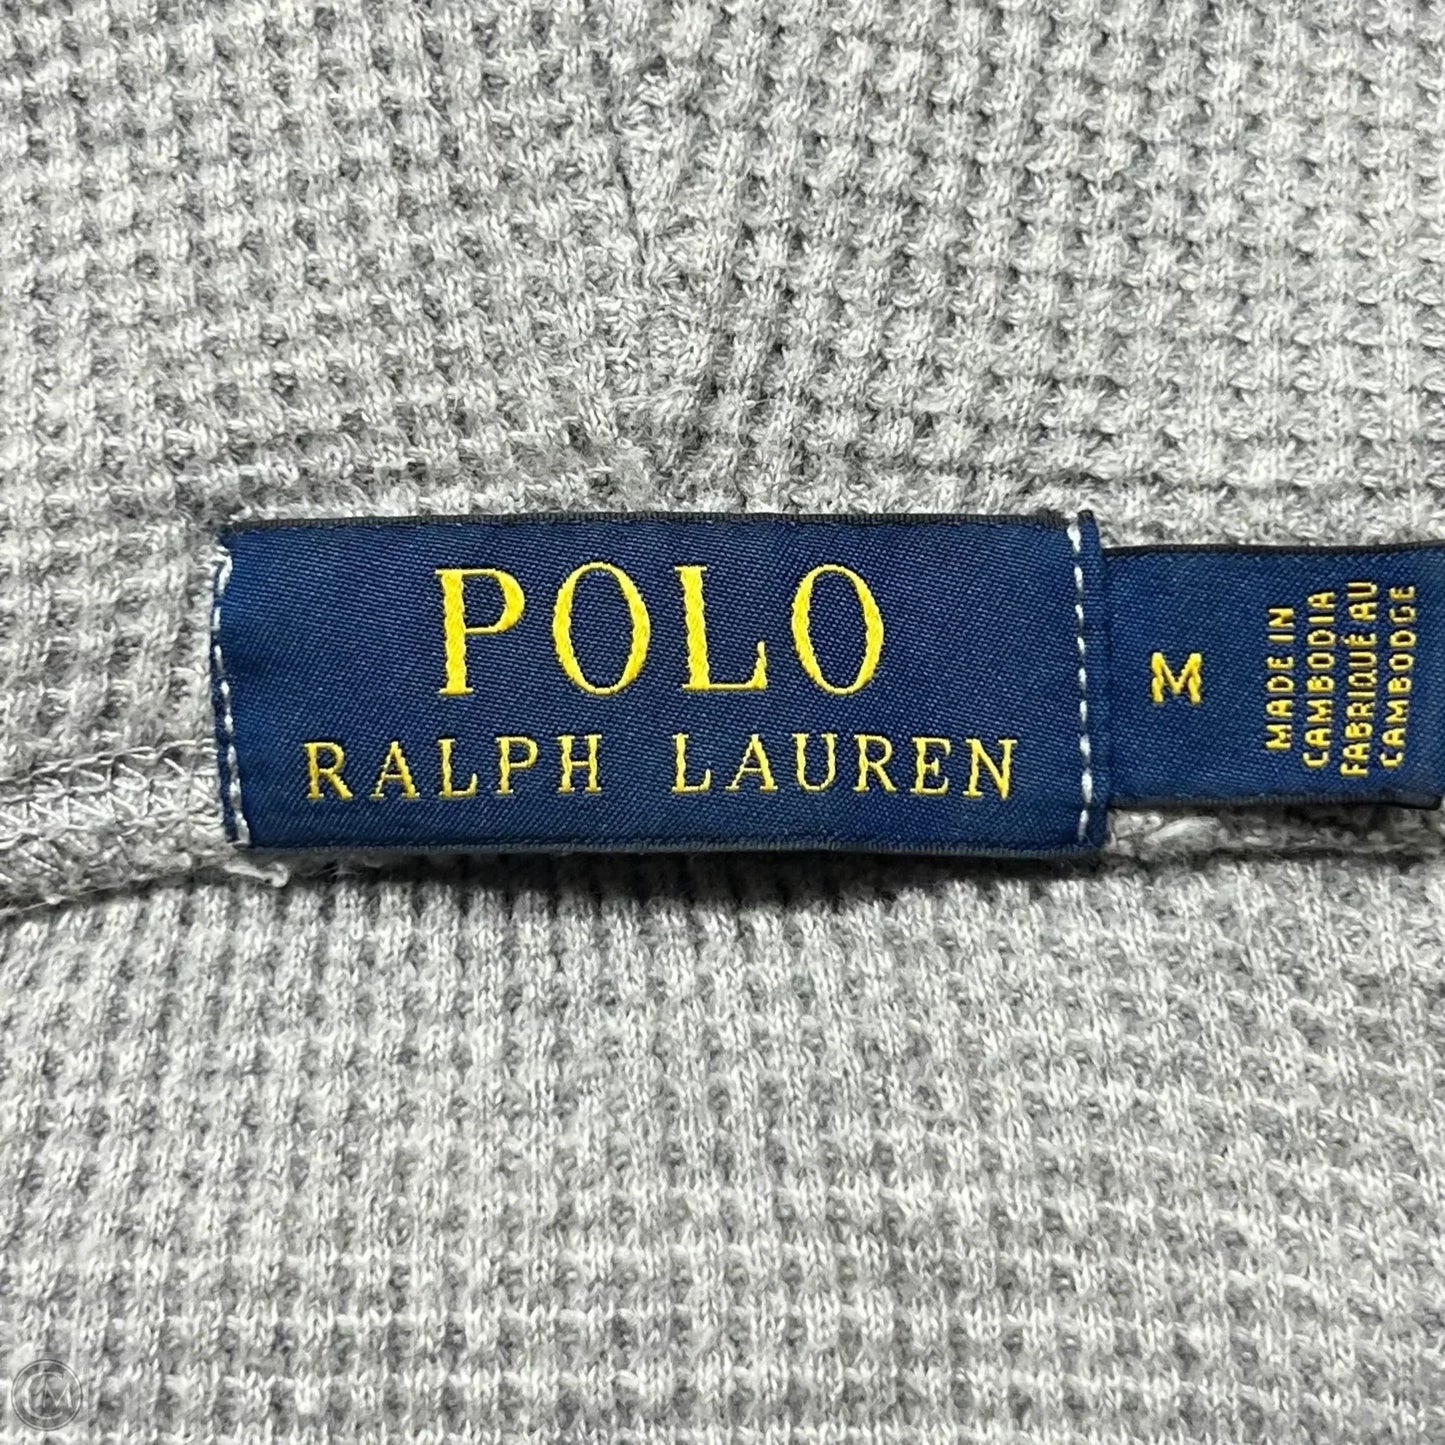 POLO
RALPH LAUREN
M
MADE IN
CAMBODIA
FABRIQUÉ AU
CAMBODGE